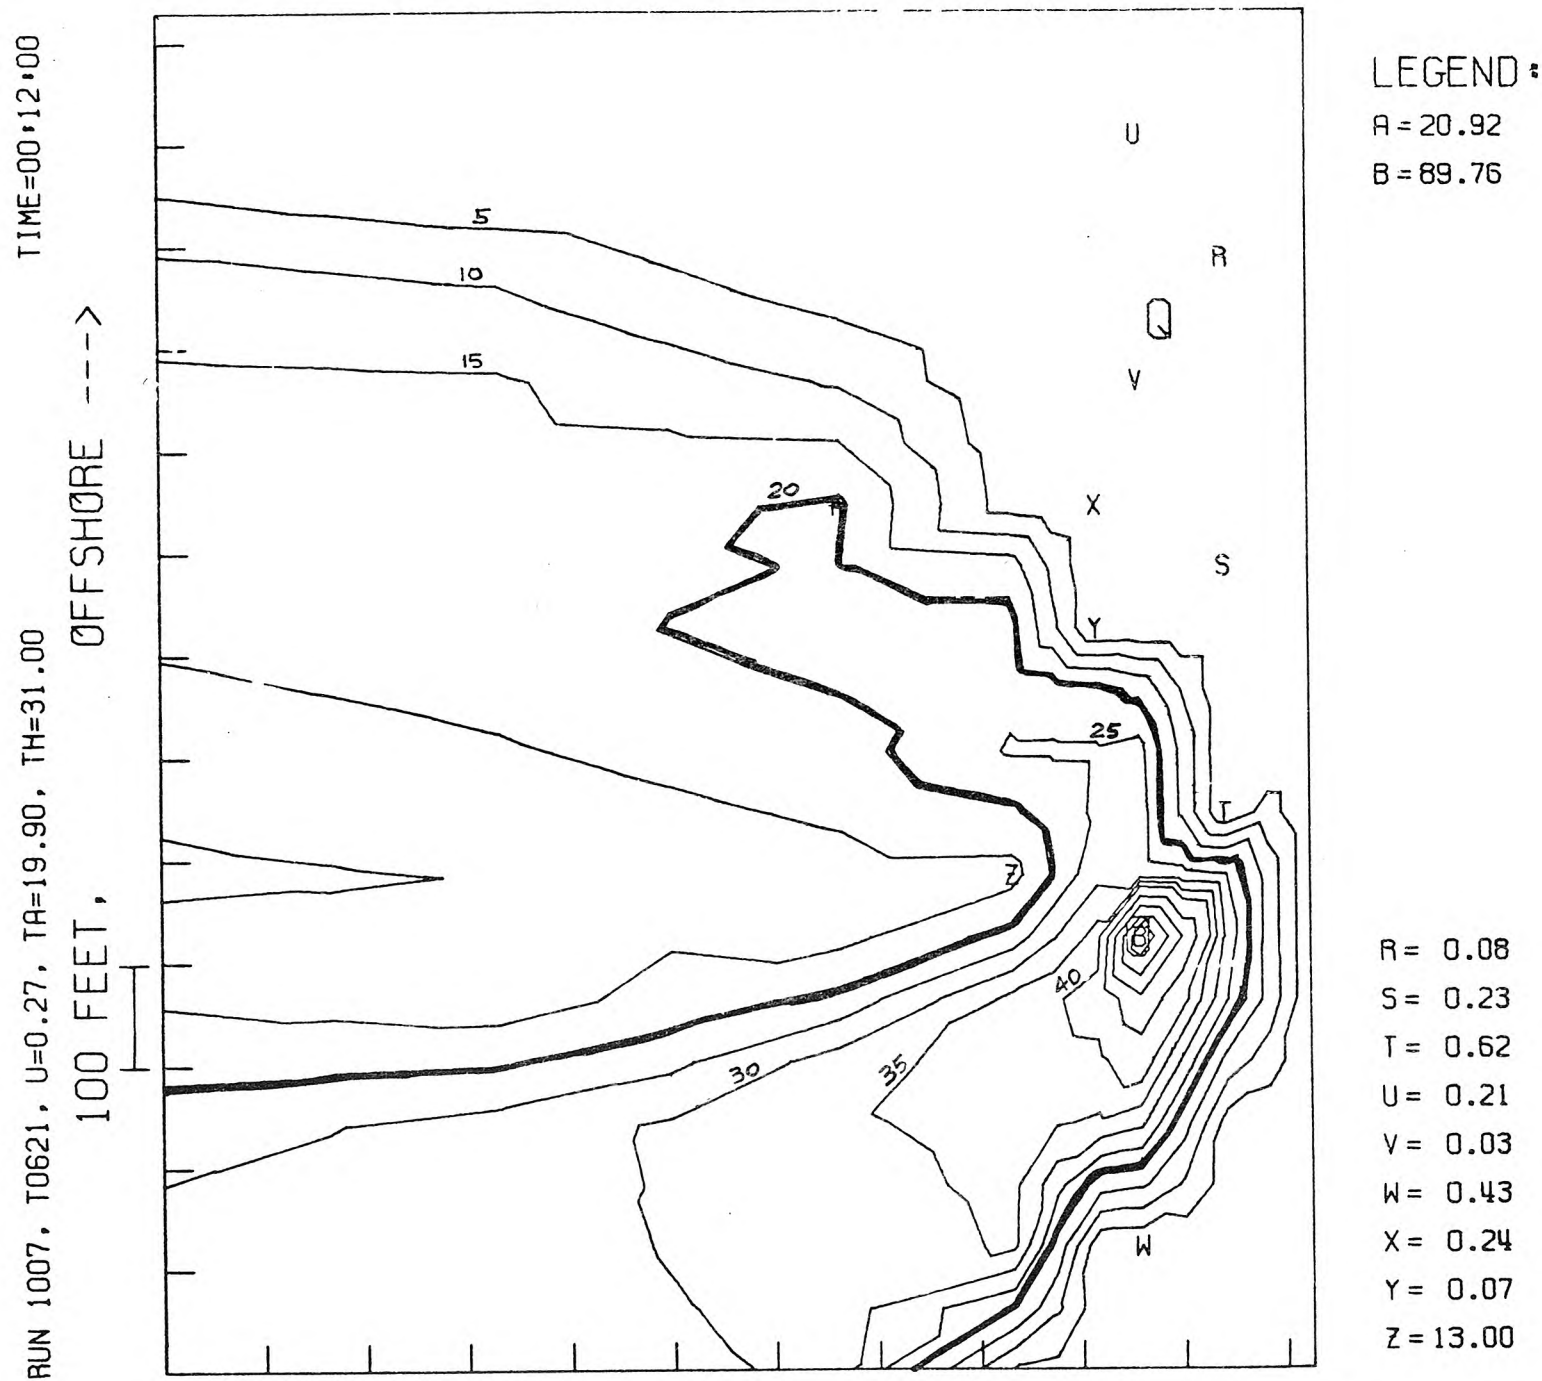 TIME=00:12:00
OFFSHORE --->
RUN 1007, T0621, U=0.27, TA=19.90, TH=31.00
100 FEET,
LEGEND:
A=20.92
B=89.76
U
R
Q
V
X
S
Y
T
Z
B
W
5
10
15
20
25
30
35
40
R= 0.08
S= 0.23
T= 0.62
U= 0.21
V= 0.03
W= 0.43
X= 0.24
Y= 0.07
Z=13.00